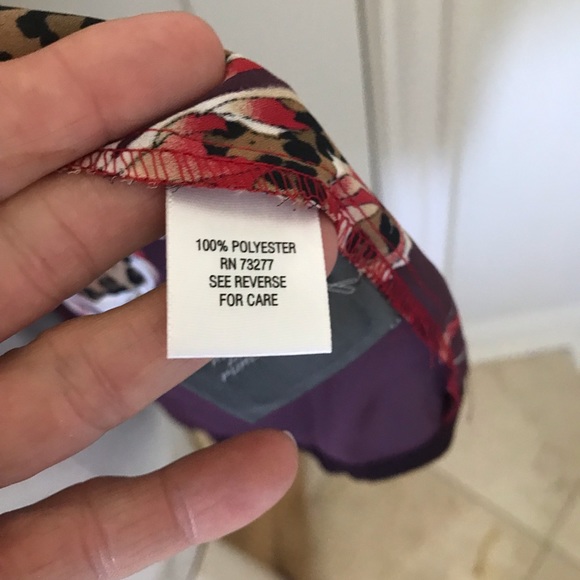 100% POLYESTER
RN 73277
SEE REVERSE
FOR CARE